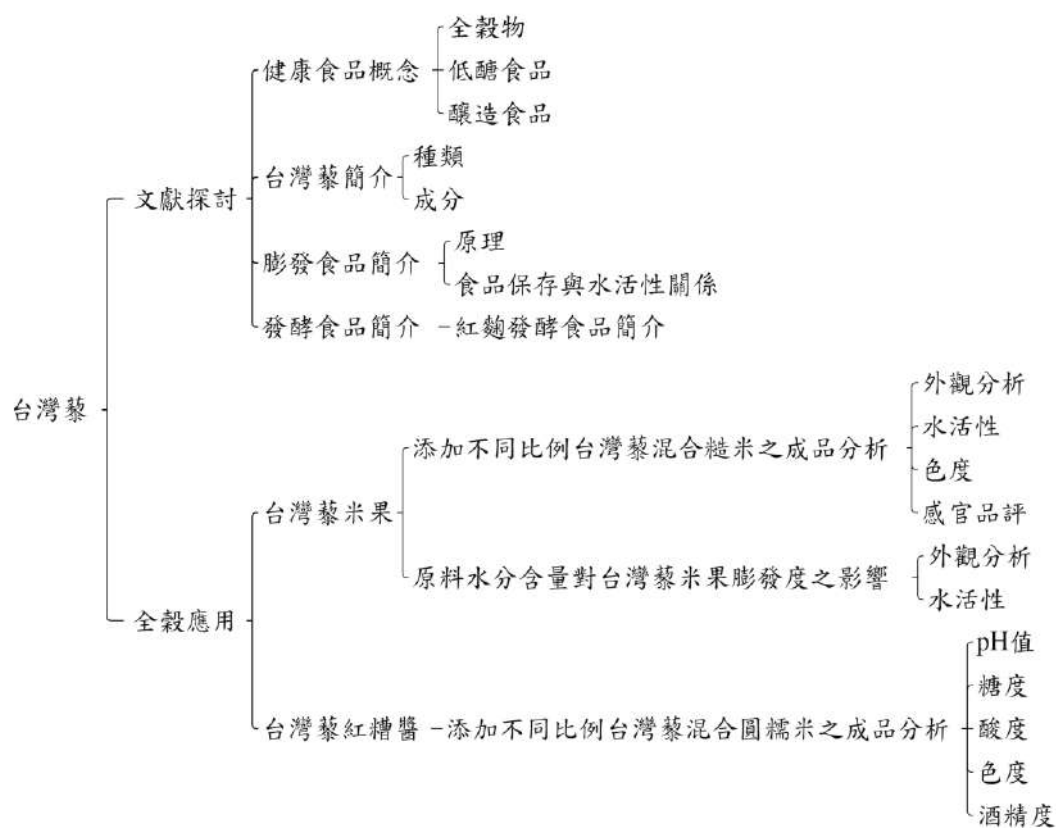 全穀物
健康食品概念
低醣食品
釀造食品
種類
台灣藜簡介
成分
文獻探討
原理
膨發食品簡介
食品保存與水活性關係
發酵食品簡介 -紅麴發酵食品簡介
台灣藜
外觀分析
水活性
添加不同比例台灣藜混合糙米之成品分析
色度
台灣藜米果
感官品評
外觀分析
原料水分含量對台灣藜米果膨發度之影響
水活性
全穀應用
pH值
糖度
台灣藜紅糟醬 -添加不同比例台灣藜混合圓糯米之成品分析
酸度
色度
酒精度